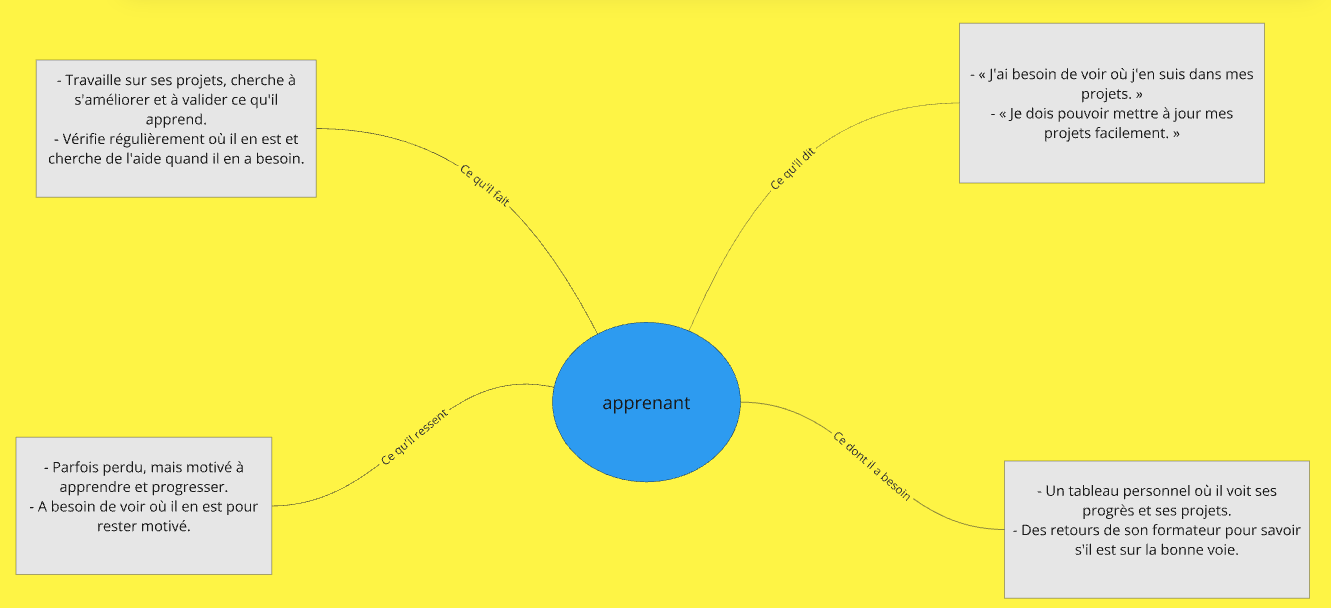 - Travaille sur ses projets, cherche à
s'améliorer et à valider ce qu'il
apprend.
- Vérifie régulièrement où il en est et
cherche de l'aide quand il en a besoin.
- « J'ai besoin de voir où j'en suis dans mes
projets. »
- « Je dois pouvoir mettre à jour mes
projets facilement. »
Ce qu'il fait
Ce qu'il dit
apprenant
Ce qu'il ressent
Ce dont il a besoin
- Parfois perdu, mais motivé à
apprendre et progresser.
- A besoin de voir où il en est pour
rester motivé.
- Un tableau personnel où il voit ses
progrès et ses projets.
- Des retours de son formateur pour savoir
s'il est sur la bonne voie.